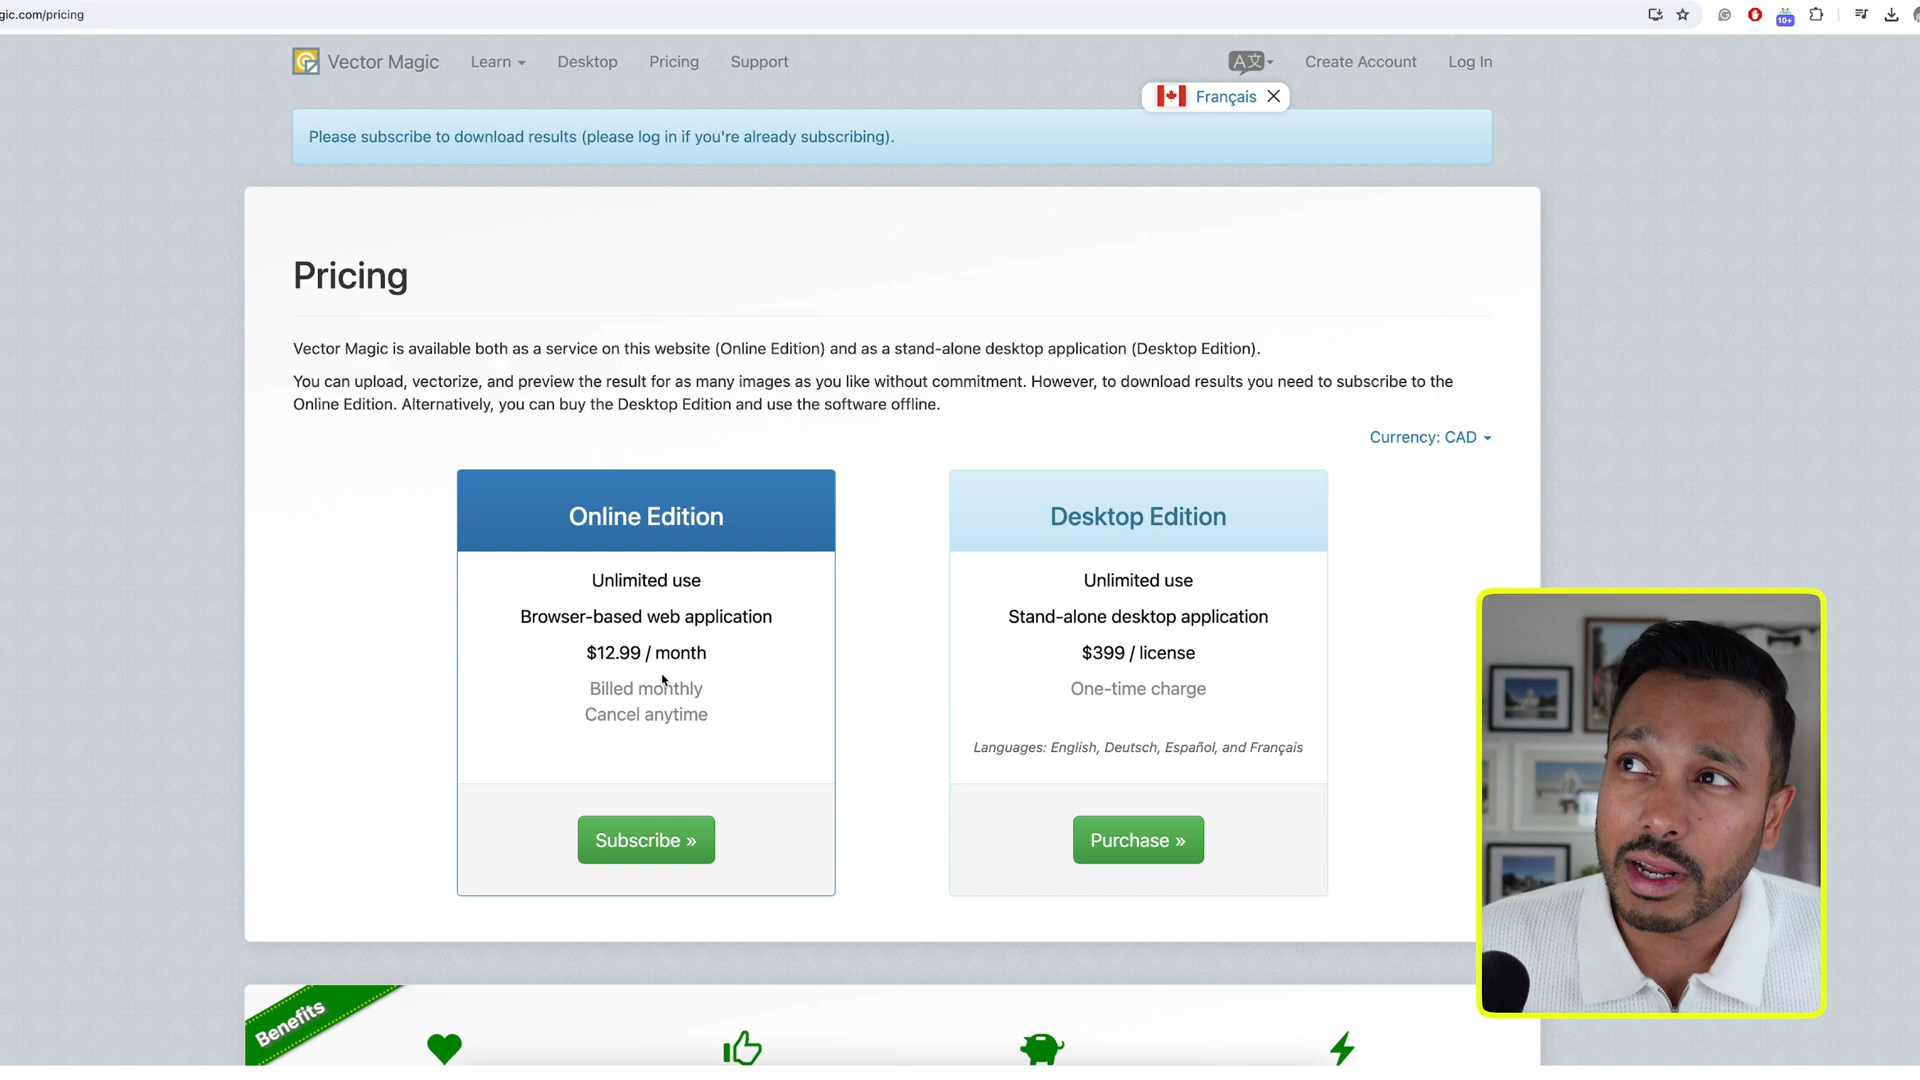 gic.com/pricing
10+
Vector Magic
Learn
Desktop
Pricing
Support
A文
Create Account
Log In
Français
Please subscribe to download results (please log in if you're already subscribing).
Pricing
Vector Magic is available both as a service on this website (Online Edition) and as a stand-alone desktop application (Desktop Edition).
You can upload, vectorize, and preview the result for as many images as you like without commitment. However, to download results you need to subscribe to the
Online Edition. Alternatively, you can buy the Desktop Edition and use the software offline.
Currency: CAD
Online Edition
Unlimited use
Browser-based web application
$12.99 / month
Billed monthly
Cancel anytime
Subscribe »
Desktop Edition
Unlimited use
Stand-alone desktop application
$399 / license
One-time charge
Languages: English, Deutsch, Español, and Français
Purchase »
Benefits